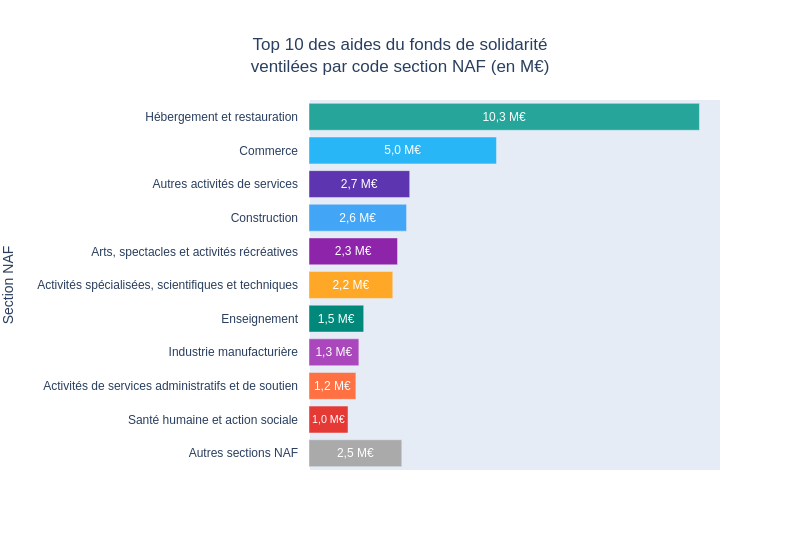 Top 10 des aides du fonds de solidarité
ventilées par code section NAF (en M€)
Section NAF
Hébergement et restauration 10,3 M€
Commerce 5,0 M€
Autres activités de services 2,7 M€
Construction 2,6 M€
Arts, spectacles et activités récréatives 2,3 M€
Activités spécialisées, scientifiques et techniques 2,2 M€
Enseignement 1,5 M€
Industrie manufacturière 1,3 M€
Activités de services administratifs et de soutien 1,2 M€
Santé humaine et action sociale 1,0 M€
Autres sections NAF 2,5 M€